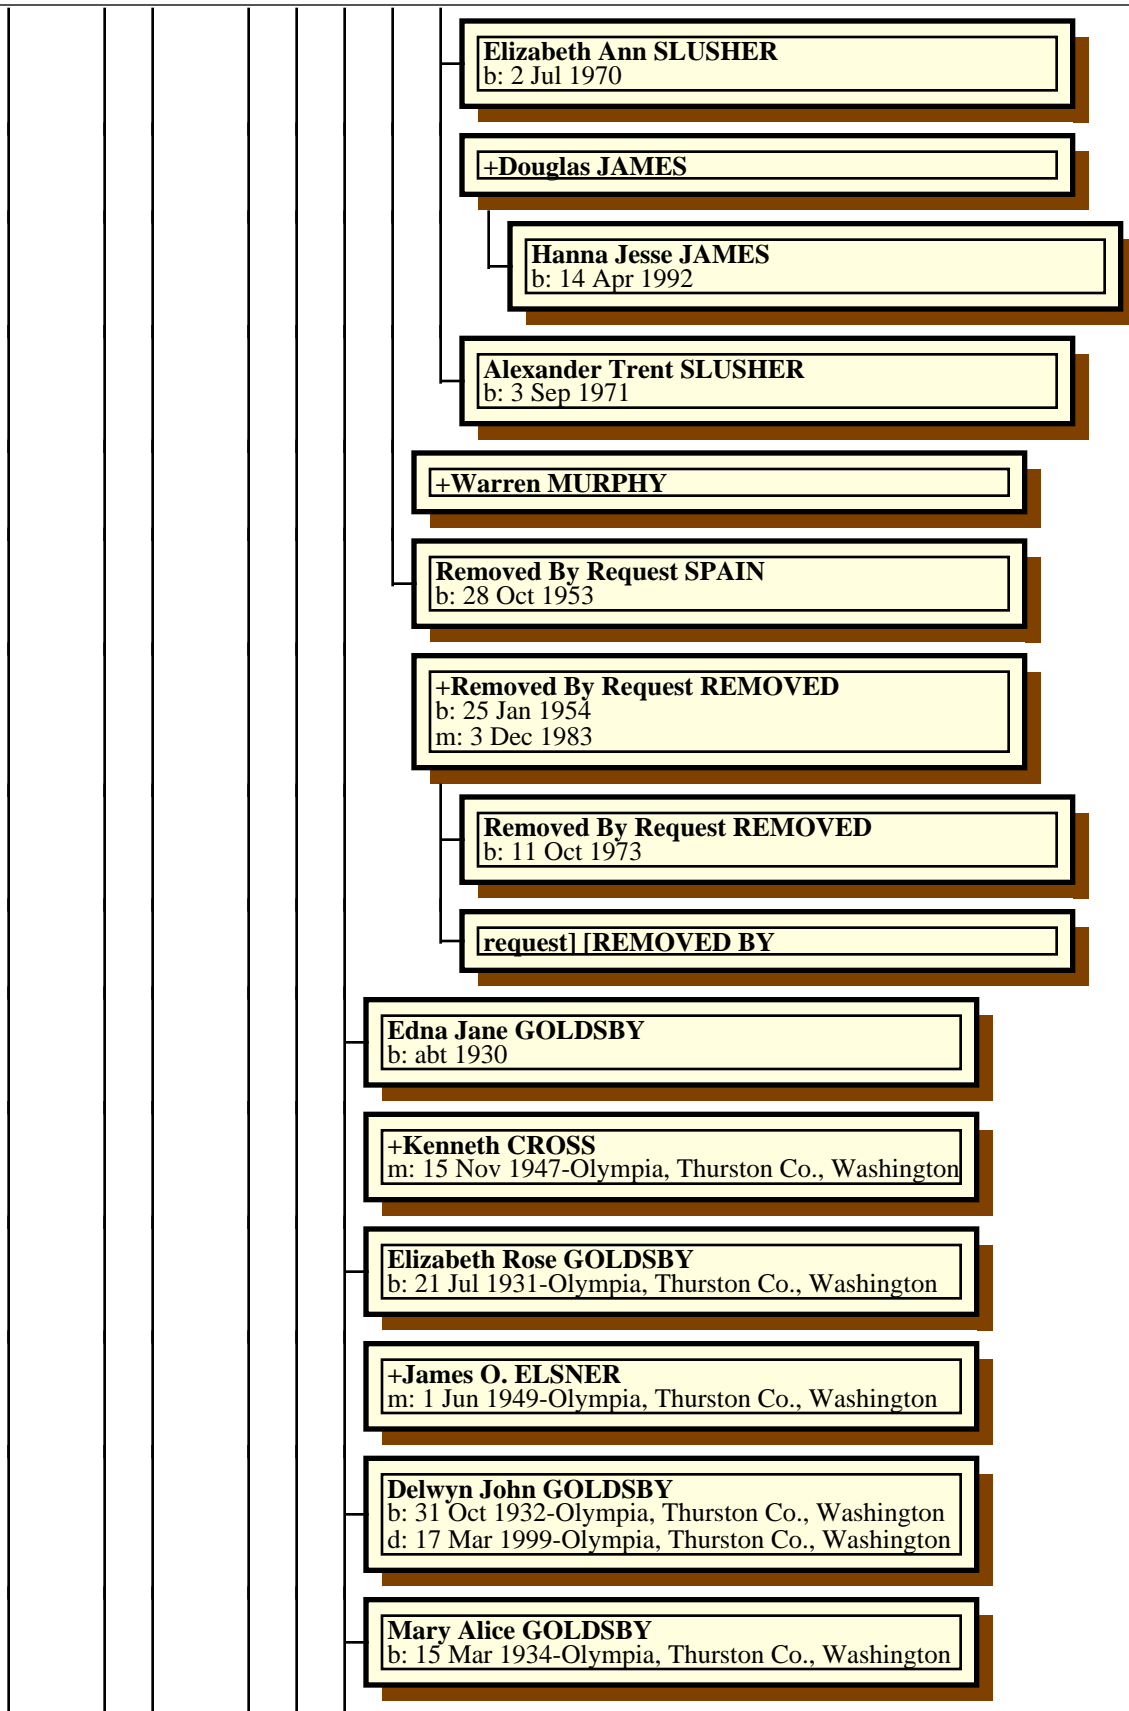 Elizabeth Ann SLUSHER
b: 2 Jul 1970
+Douglas JAMES
Hanna Jesse JAMES
b: 14 Apr 1992
Alexander Trent SLUSHER
b: 3 Sep 1971
+Warren MURPHY
Removed By Request SPAIN
b: 28 Oct 1953
+Removed By Request REMOVED
b: 25 Jan 1954
m: 3 Dec 1983
Removed By Request REMOVED
b: 11 Oct 1973
request] [REMOVED BY
Edna Jane GOLDSBY
b: abt 1930
+Kenneth CROSS
m: 15 Nov 1947-Olympia, Thurston Co., Washington
Elizabeth Rose GOLDSBY
b: 21 Jul 1931-Olympia, Thurston Co., Washington
+James O. ELSNER
m: 1 Jun 1949-Olympia, Thurston Co., Washington
Delwyn John GOLDSBY
b: 31 Oct 1932-Olympia, Thurston Co., Washington
d: 17 Mar 1999-Olympia, Thurston Co., Washington
Mary Alice GOLDSBY
b: 15 Mar 1934-Olympia, Thurston Co., Washington